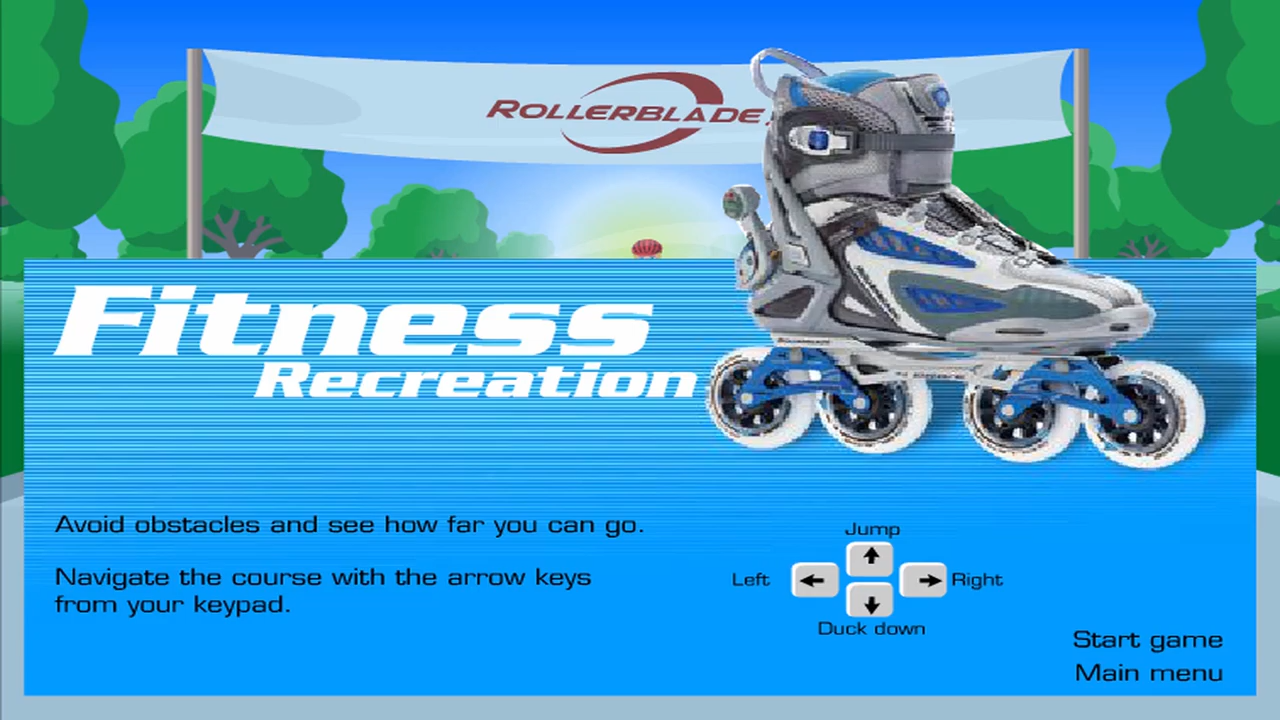 ROLLERBLADE
Fitness
Recreation
Avoid obstacles and see how far you can go.
Navigate the course with the arrow keys
from your keypad.
Jump
Left
Right
Duck down
Start game
Main menu